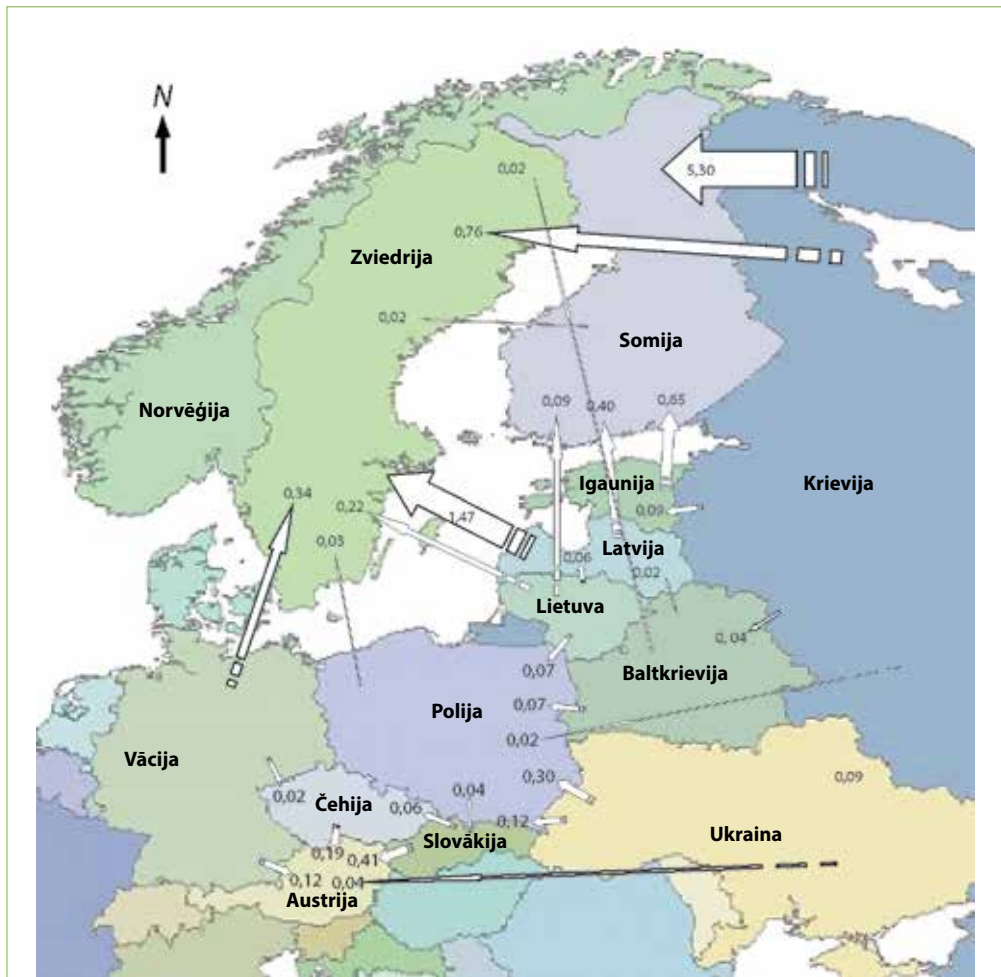 N
0,02
5,30
0,76
Zviedrija
0,02
Somija
Norvēģija
0,09
0,40
0,65
Igaunija
Krievija
0,34
0,22
1,47
0,09
0,03
Latvija
0,06
0,02
Lietuva
0,04
0,07
Baltkrievija
0,07
Polija
0,02
Vācija
0,30
0,09
0,02
Čehija
0,04
0,06
0,12
Ukraina
Slovākija
0,19
0,41
0,12
0,04
Austrija